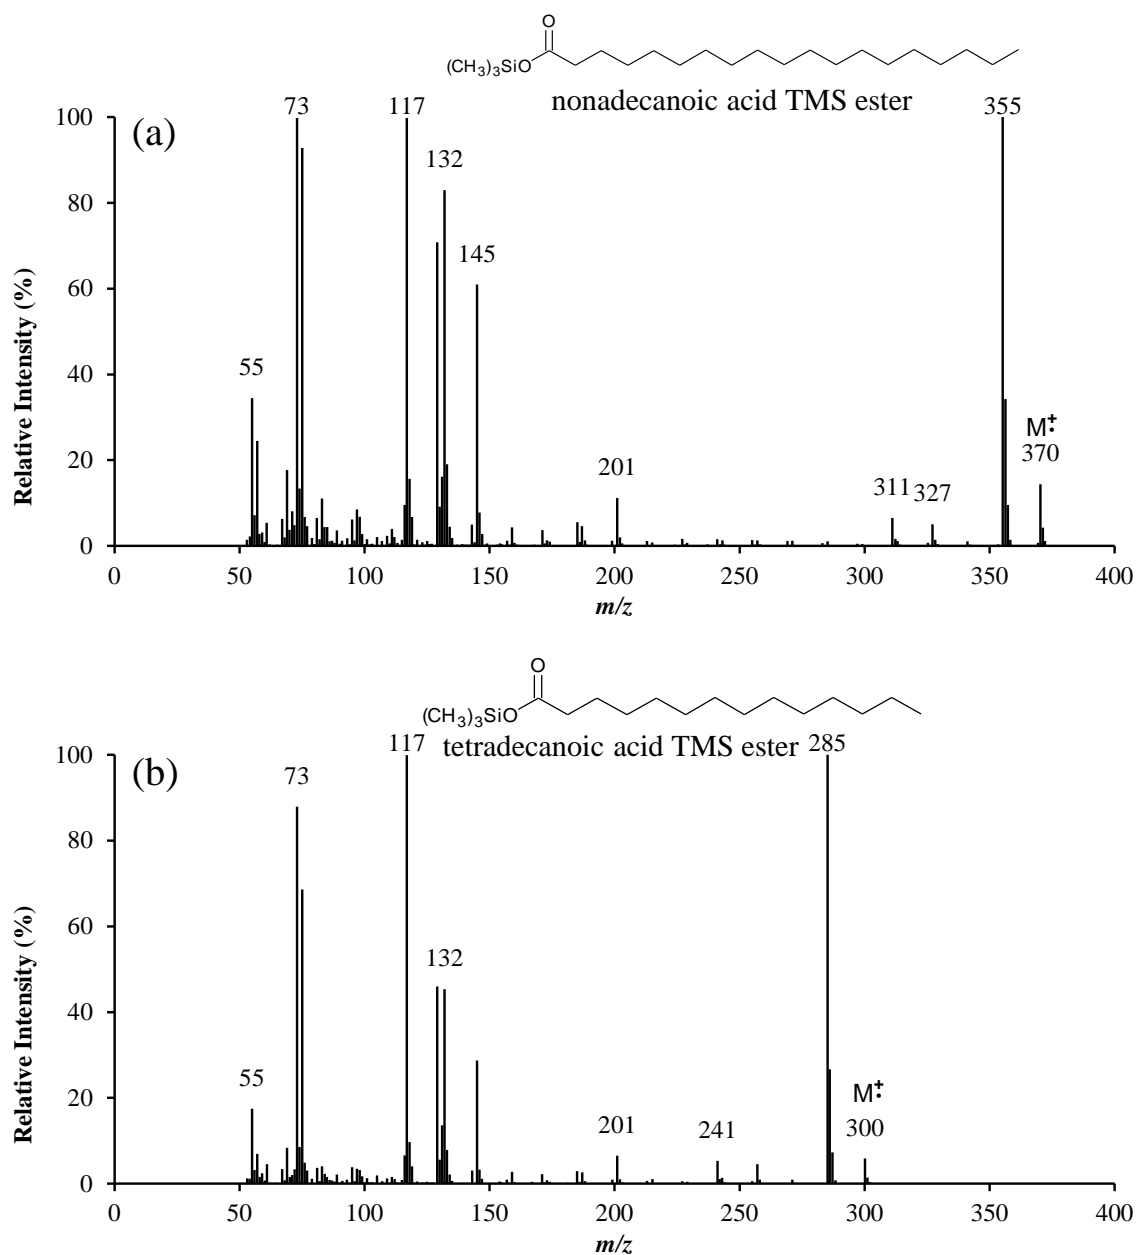 O
(CH₃)₃SiO
nonadecanoic acid TMS ester
(a)
73
117
355
132
145
55
201
311
327
M⁺•
370
100
80
60
40
20
0
Relative Intensity (%)
0 50 100 150 200 250 300 350 400
m/z
O
(CH₃)₃SiO
tetradecanoic acid TMS ester
(b)
117
285
73
132
55
201
241
M⁺•
300
100
80
60
40
20
0
Relative Intensity (%)
0 50 100 150 200 250 300 350 400
m/z